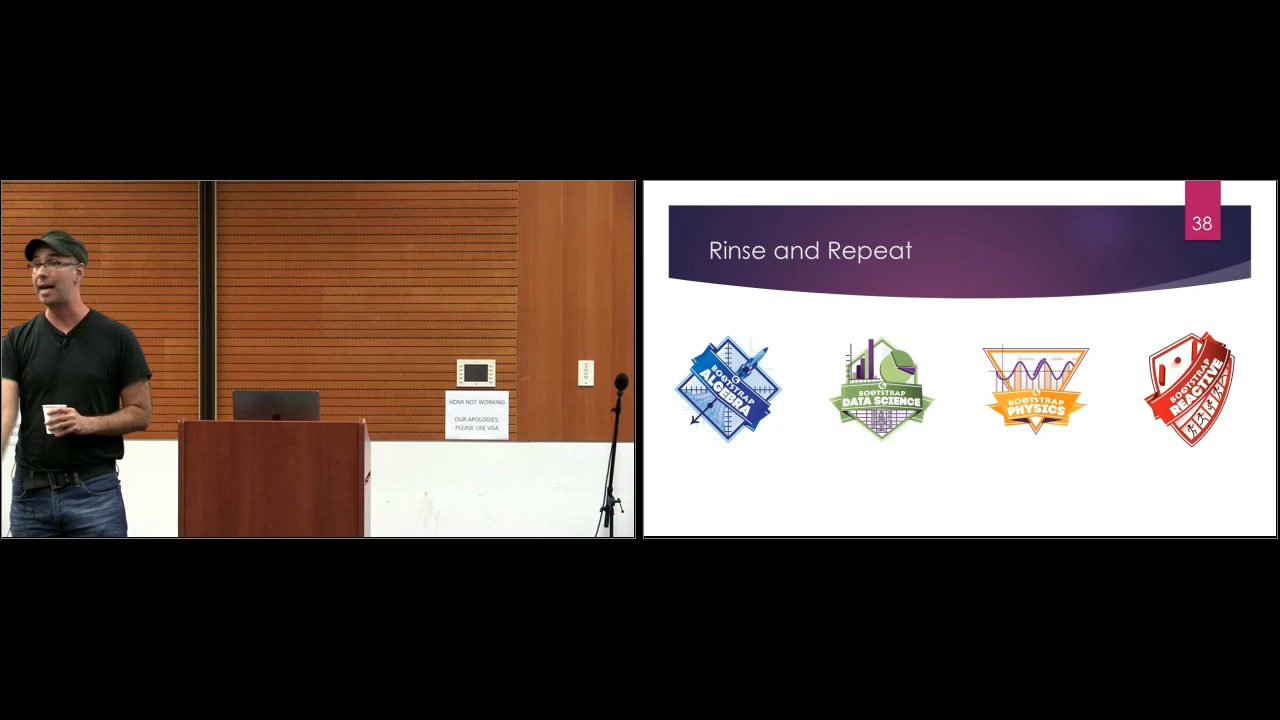 HDMI NOT WORKING
OUR APOLOGIES,
PLEASE USE VGA
38
Rinse and Repeat
BOOTSTRAP
ALGEBRA
BOOTSTRAP
DATA SCIENCE
BOOTSTRAP
PHYSICS
BOOTSTRAP
REACTIVE